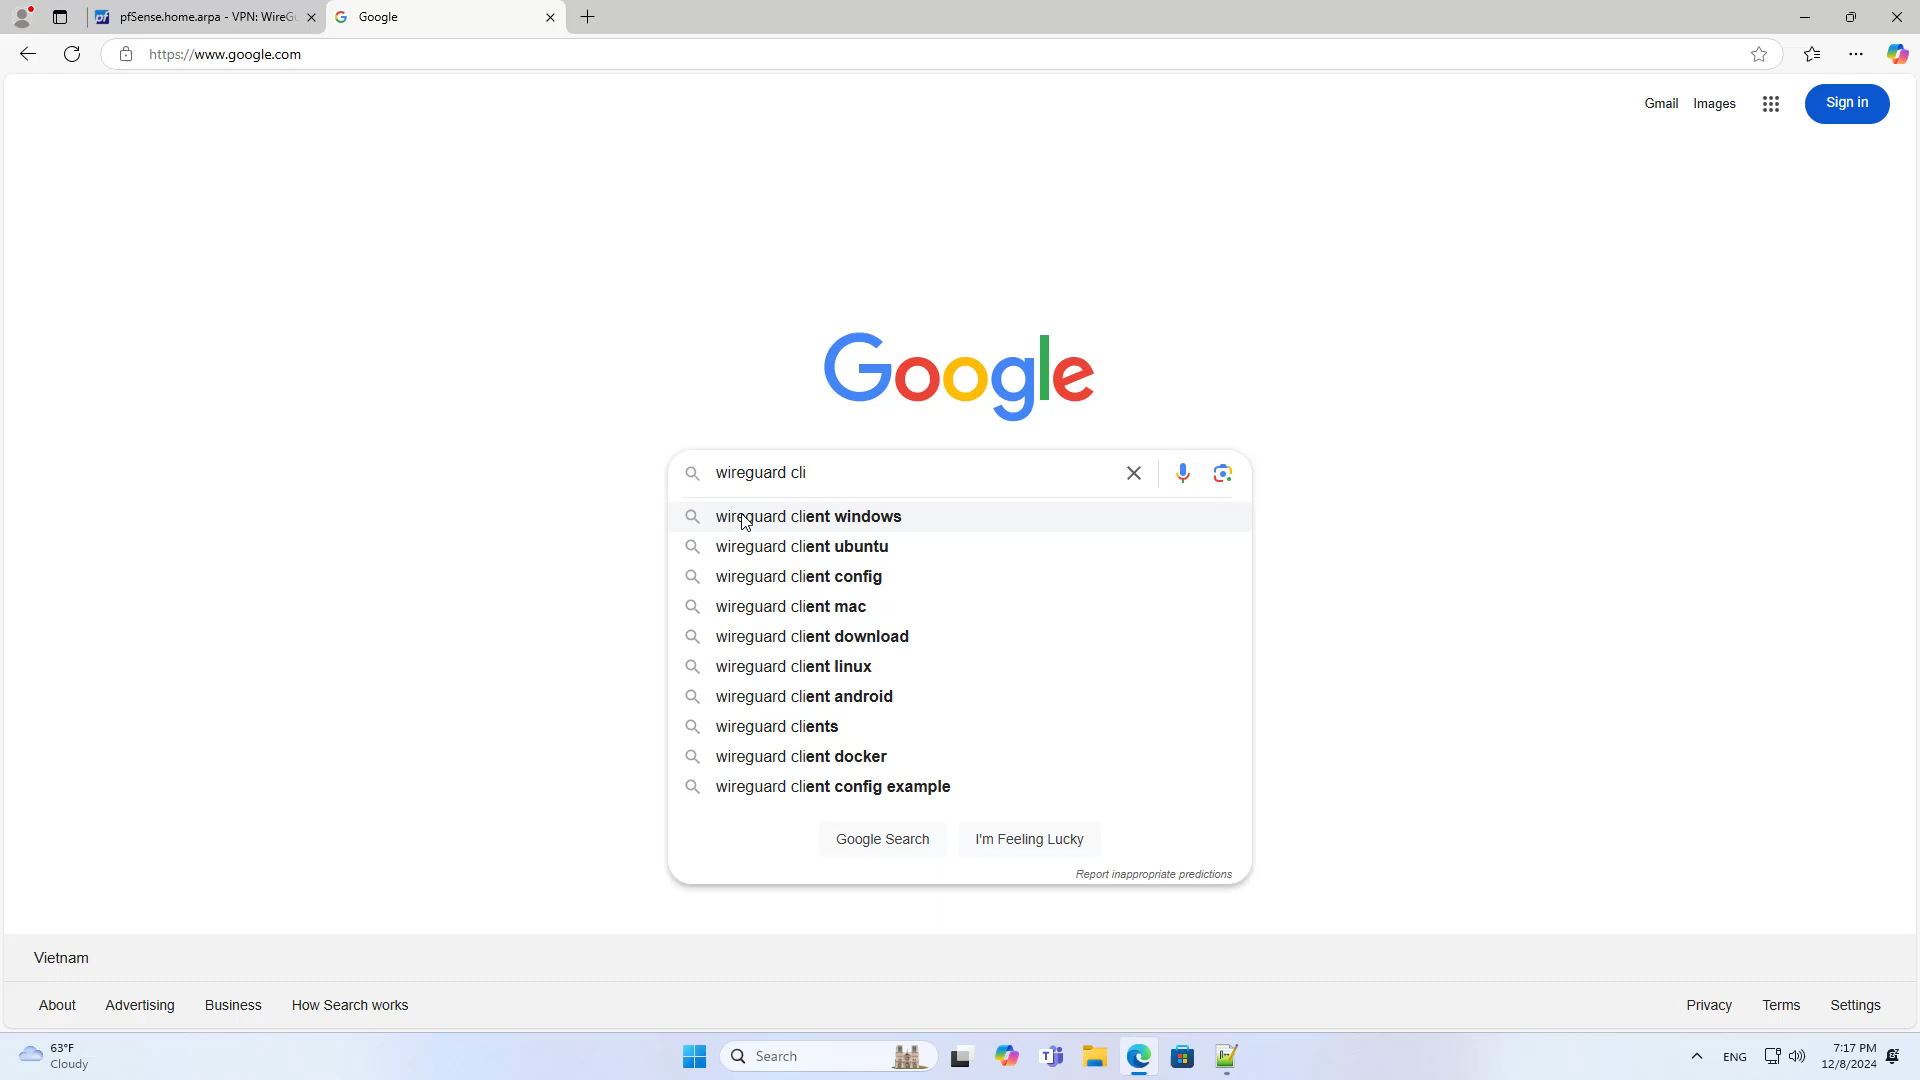 pfSense.home.arpa - VPN: WireGu
Google
https://www.google.com
Gmail
Images
Sign in
Google
wireguard cli
wireguard client windows
wireguard client ubuntu
wireguard client config
wireguard client mac
wireguard client download
wireguard client linux
wireguard client android
wireguard clients
wireguard client docker
wireguard client config example
Google Search
I'm Feeling Lucky
Report inappropriate predictions
Vietnam
About
Advertising
Business
How Search works
Privacy
Terms
Settings
63°F
Cloudy
Search
ENG
7:17 PM
12/8/2024